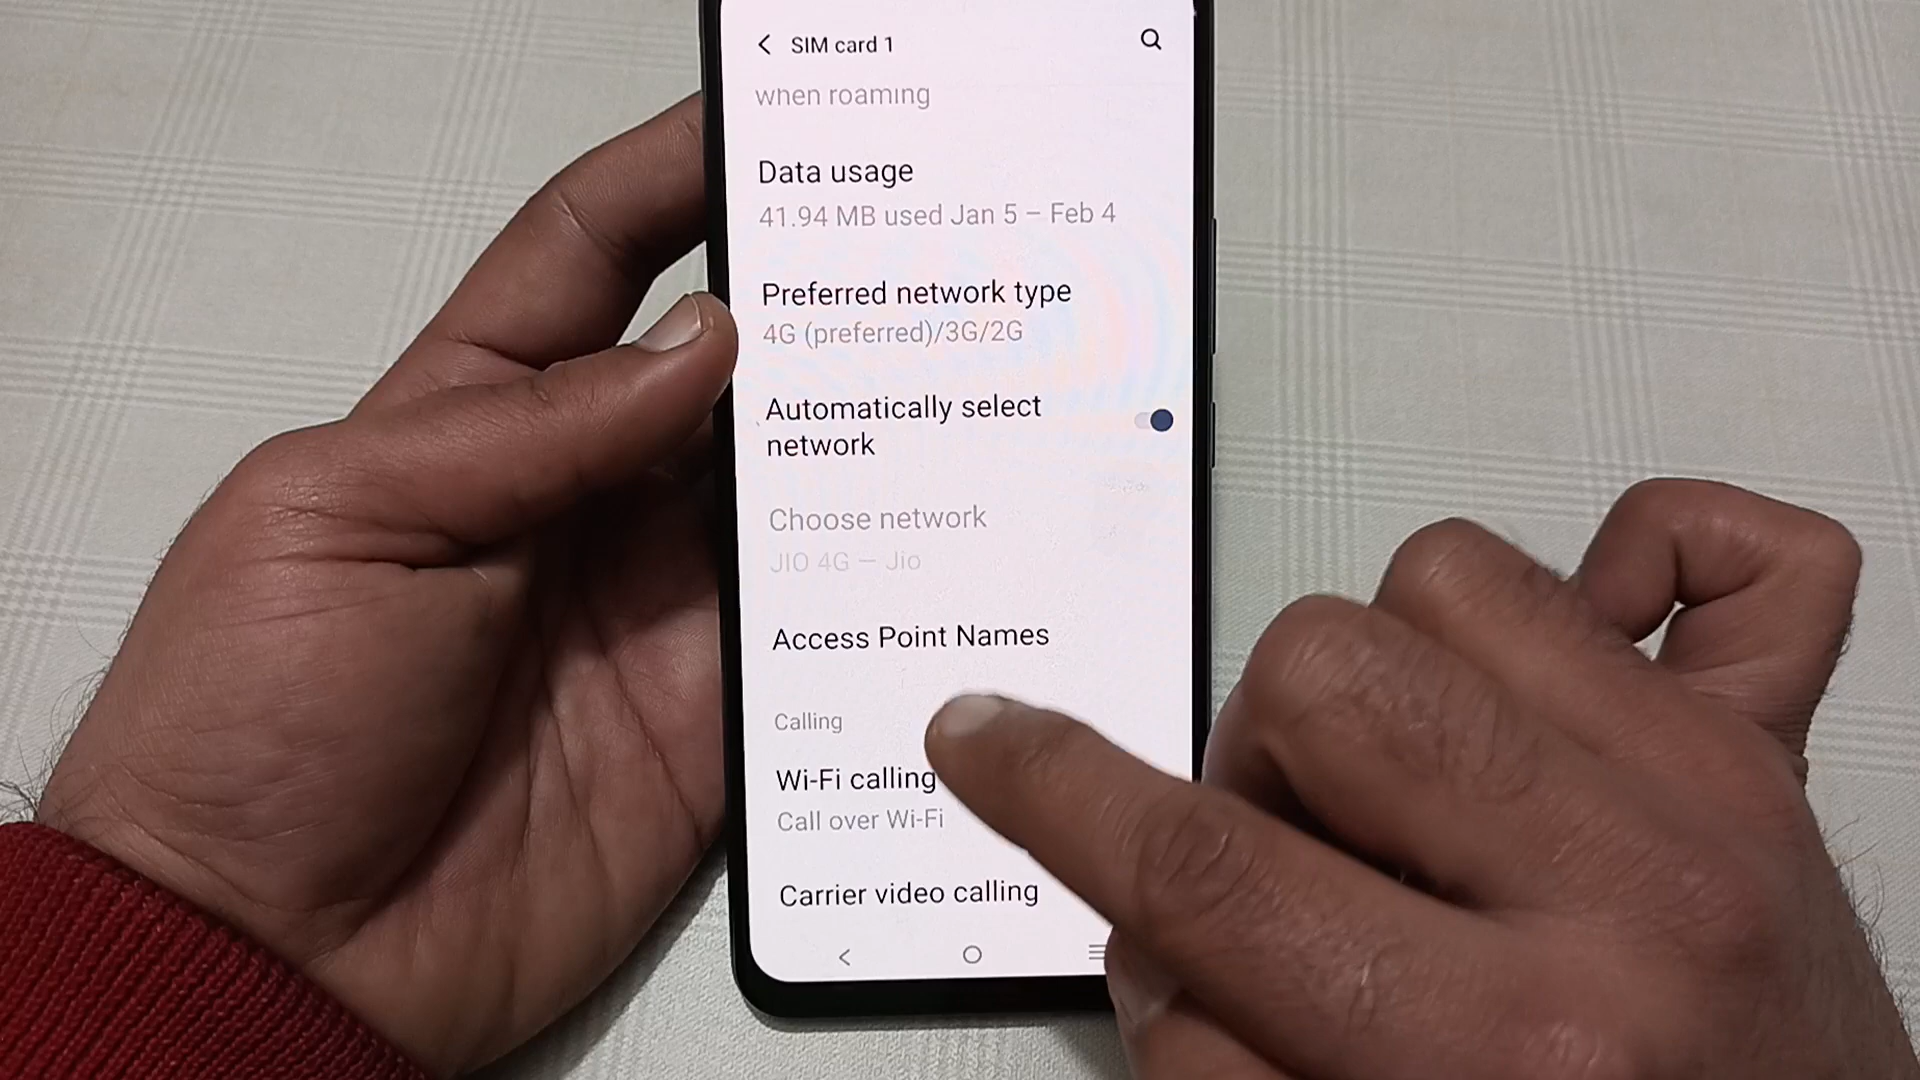 SIM card 1
when roaming
Data usage
41.94 MB used Jan 5 – Feb 4
Preferred network type
4G (preferred)/3G/2G
Automatically select
network
Choose network
JIO 4G — Jio
Access Point Names
Calling
Wi-Fi calling
Call over Wi-Fi
Carrier video calling